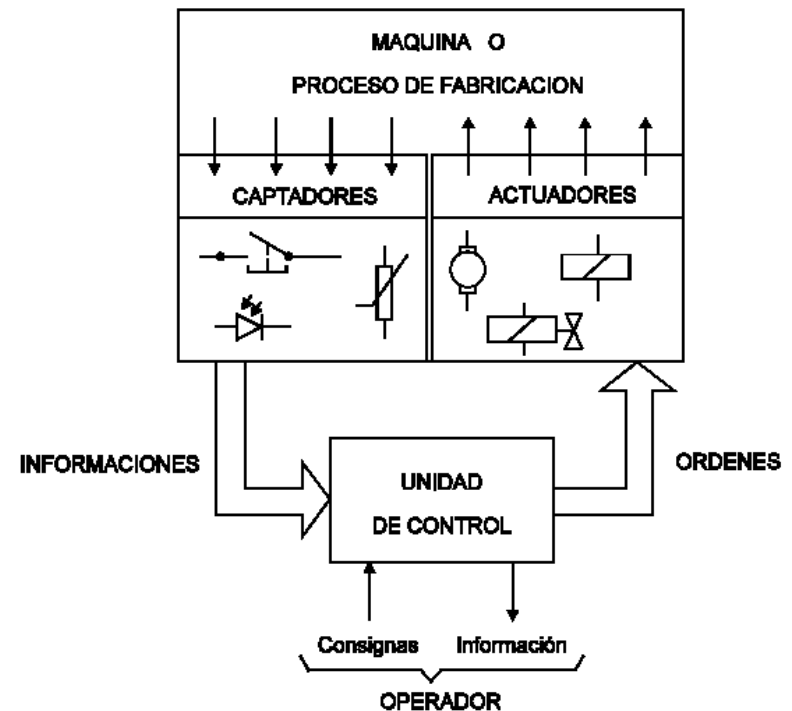 MAQUINA O
PROCESO DE FABRICACION
CAPTADORES
ACTUADORES
INFORMACIONES
ORDENES
UNIDAD
DE CONTROL
Consignas
Información
OPERADOR